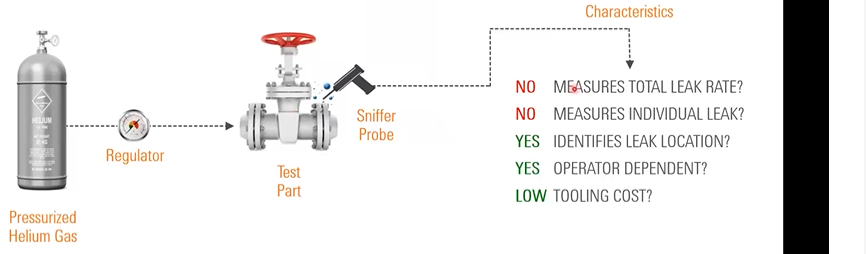 Characteristics
NO MEASURES TOTAL LEAK RATE?
NO MEASURES INDIVIDUAL LEAK?
YES IDENTIFIES LEAK LOCATION?
YES OPERATOR DEPENDENT?
LOW TOOLING COST?
HELIUM
Regulator
Test
Part
Sniffer
Probe
Pressurized
Helium Gas